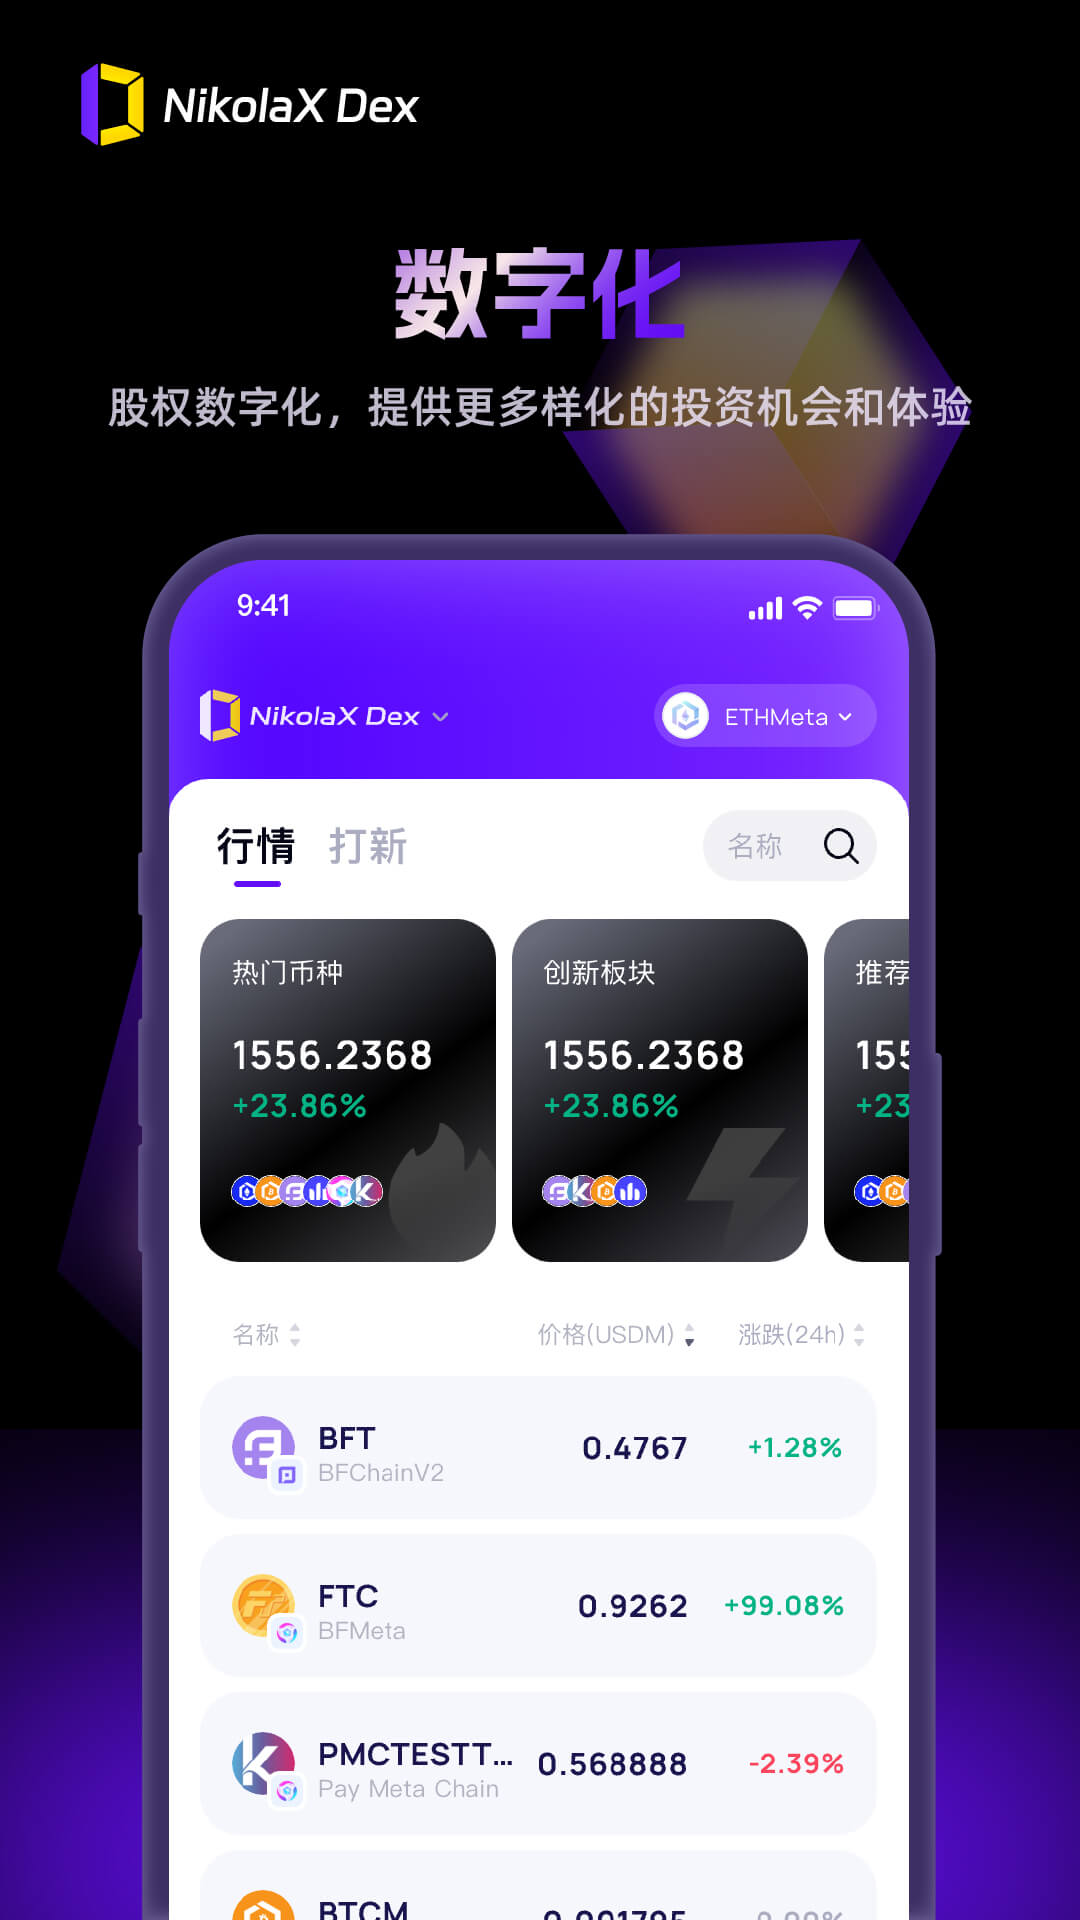 NikolaX Dex
数字化
股权数字化，提供更多样化的投资机会和体验
9:41
NikolaX Dex
ETHMeta
行情 打新 名称
热门币种 创新板块 推荐
1556.2368 1556.2368 155
+23.86% +23.86% +23
名称 价格(USDM) 涨跌(24h)
BFT 0.4767 +1.28%
BFChainV2
FTC 0.9262 +99.08%
BFMeta
PMCTESTT... 0.568888 -2.39%
Pay Meta Chain
BTCM